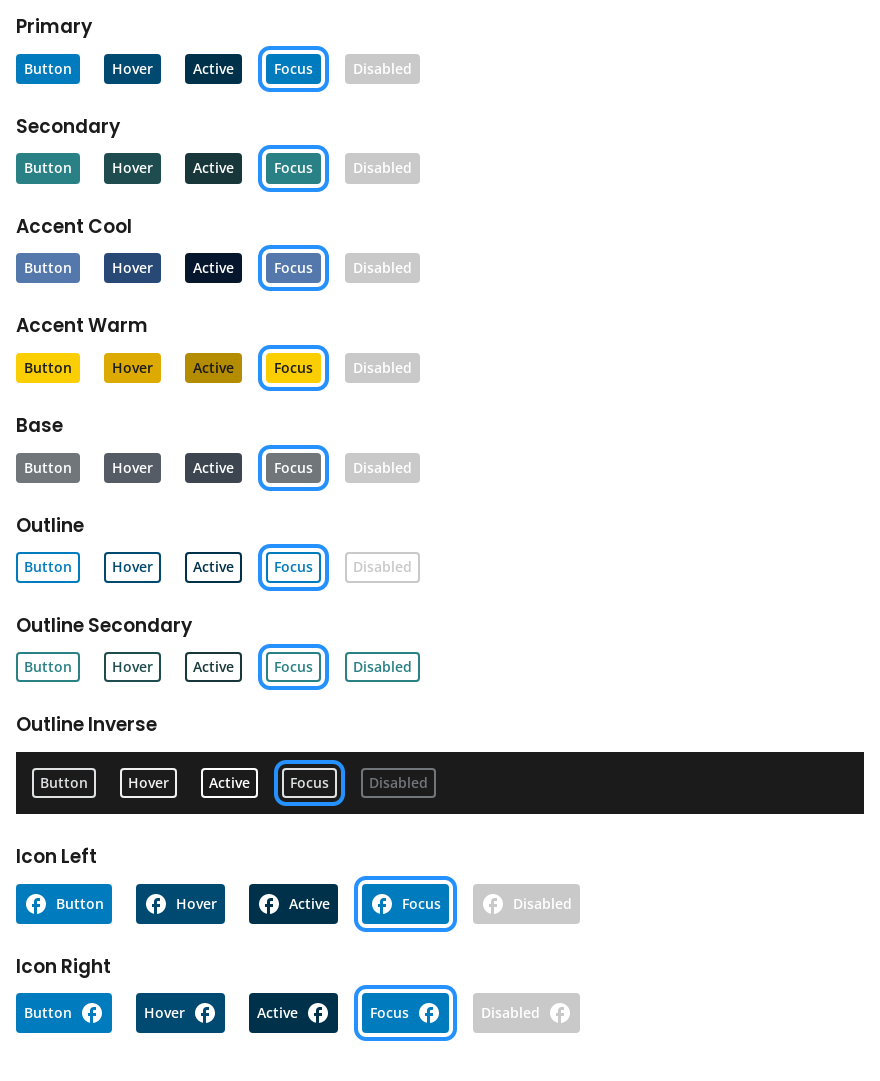 Primary
Button Hover Active Focus Disabled
Secondary
Button Hover Active Focus Disabled
Accent Cool
Button Hover Active Focus Disabled
Accent Warm
Button Hover Active Focus Disabled
Base
Button Hover Active Focus Disabled
Outline
Button Hover Active Focus Disabled
Outline Secondary
Button Hover Active Focus Disabled
Outline Inverse
Button Hover Active Focus Disabled
Icon Left
Button Hover Active Focus Disabled
Icon Right
Button Hover Active Focus Disabled